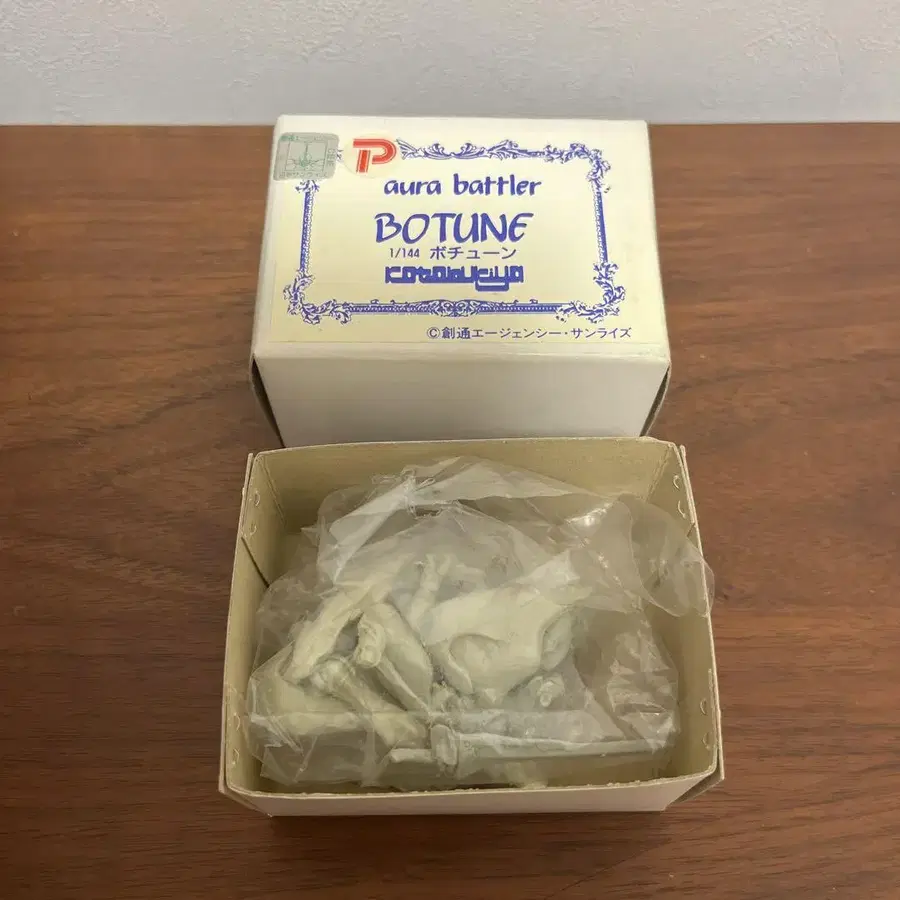 TP
aura battler
BOTUNE
1/144 ボチューン
kotobukiya
©創通エージェンシー・サンライズ